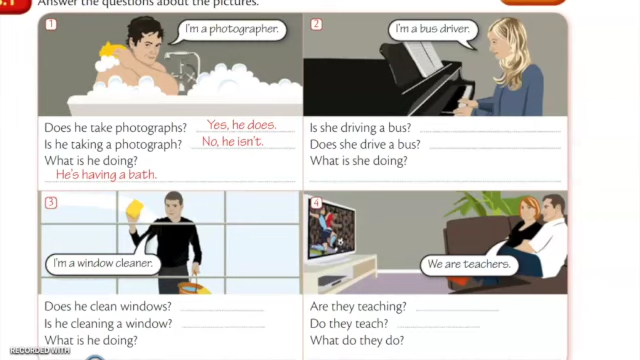 Answer the questions about the pictures.
1
I'm a photographer.
Does he take photographs? Yes, he does.
Is he taking a photograph? No, he isn't.
What is he doing?
He's having a bath.
2
I'm a bus driver.
Is she driving a bus?
Does she drive a bus?
What is she doing?
3
I'm a window cleaner.
Does he clean windows?
Is he cleaning a window?
What is he doing?
4
We are teachers.
Are they teaching?
Do they teach?
What do they do?
RECORDED WITH